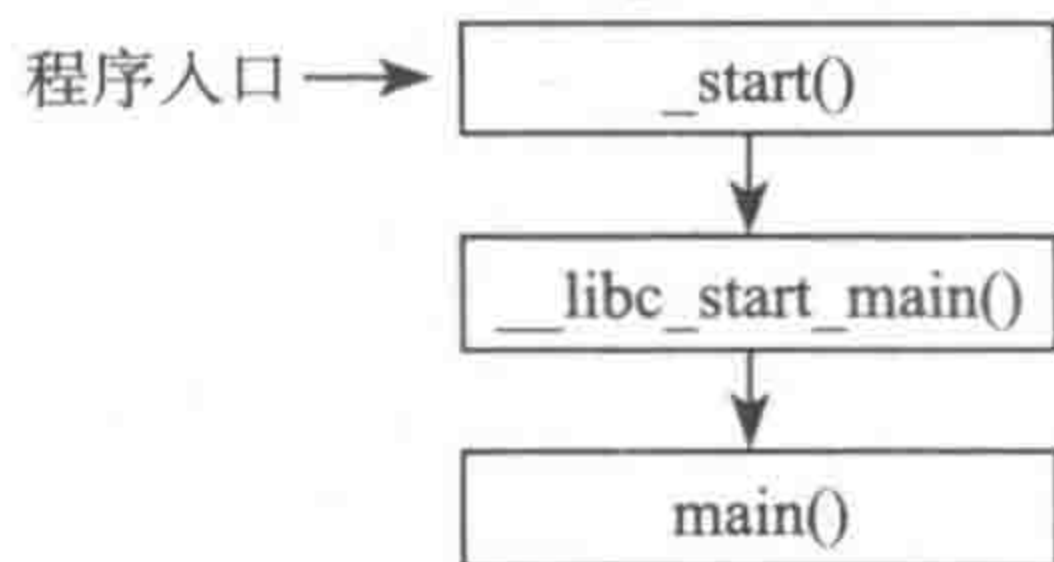 程序入口
_start()
__libc_start_main()
main()